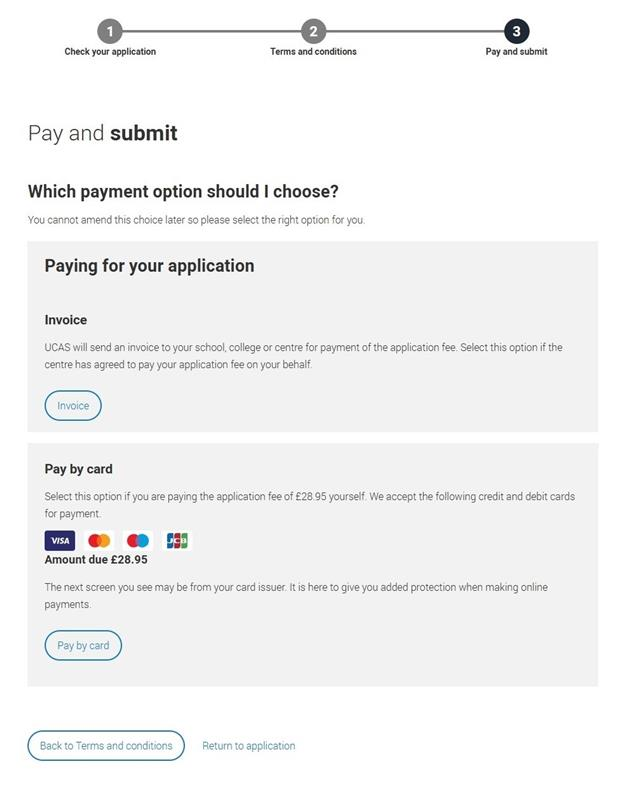 1
2
3
Check your application
Terms and conditions
Pay and submit
Pay and submit
Which payment option should I choose?
You cannot amend this choice later so please select the right option for you.
Paying for your application
Invoice
UCAS will send an invoice to your school, college or centre for payment of the application fee. Select this option if the
centre has agreed to pay your application fee on your behalf.
Invoice
Pay by card
Select this option if you are paying the application fee of £28.95 yourself. We accept the following credit and debit cards
for payment.
VISA
JCB
Amount due £28.95
The next screen you see may be from your card issuer. It is here to give you added protection when making online
payments.
Pay by card
Back to Terms and conditions
Return to application